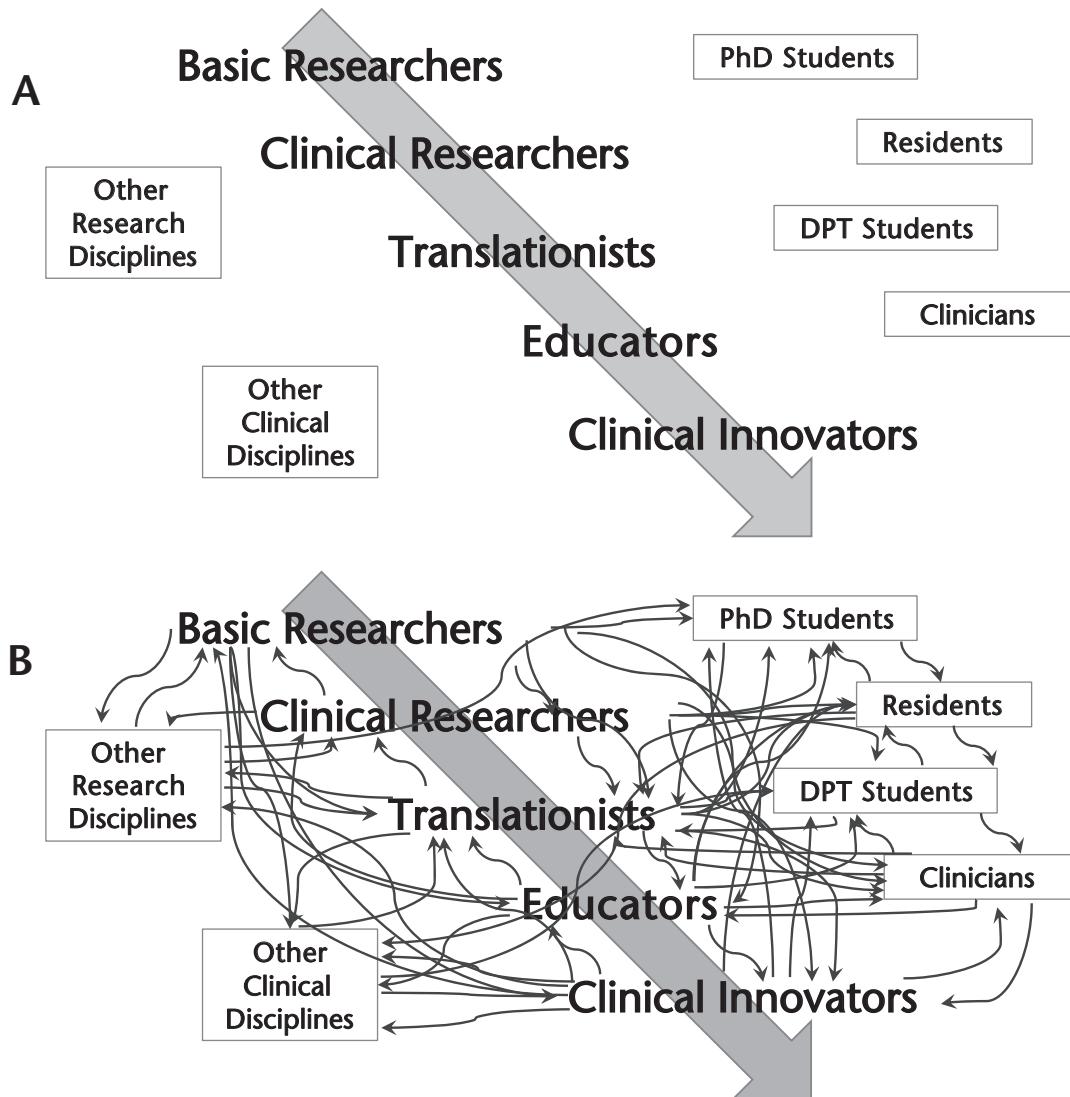 A
Basic Researchers
PhD Students
Clinical Researchers
Residents
Other
Research
Disciplines
Translationists
DPT Students
Clinicians
Educators
Other
Clinical
Disciplines
Clinical Innovators
B
Basic Researchers
PhD Students
Clinical Researchers
Residents
Other
Research
Disciplines
Translationists
DPT Students
Clinicians
Educators
Other
Clinical
Disciplines
Clinical Innovators